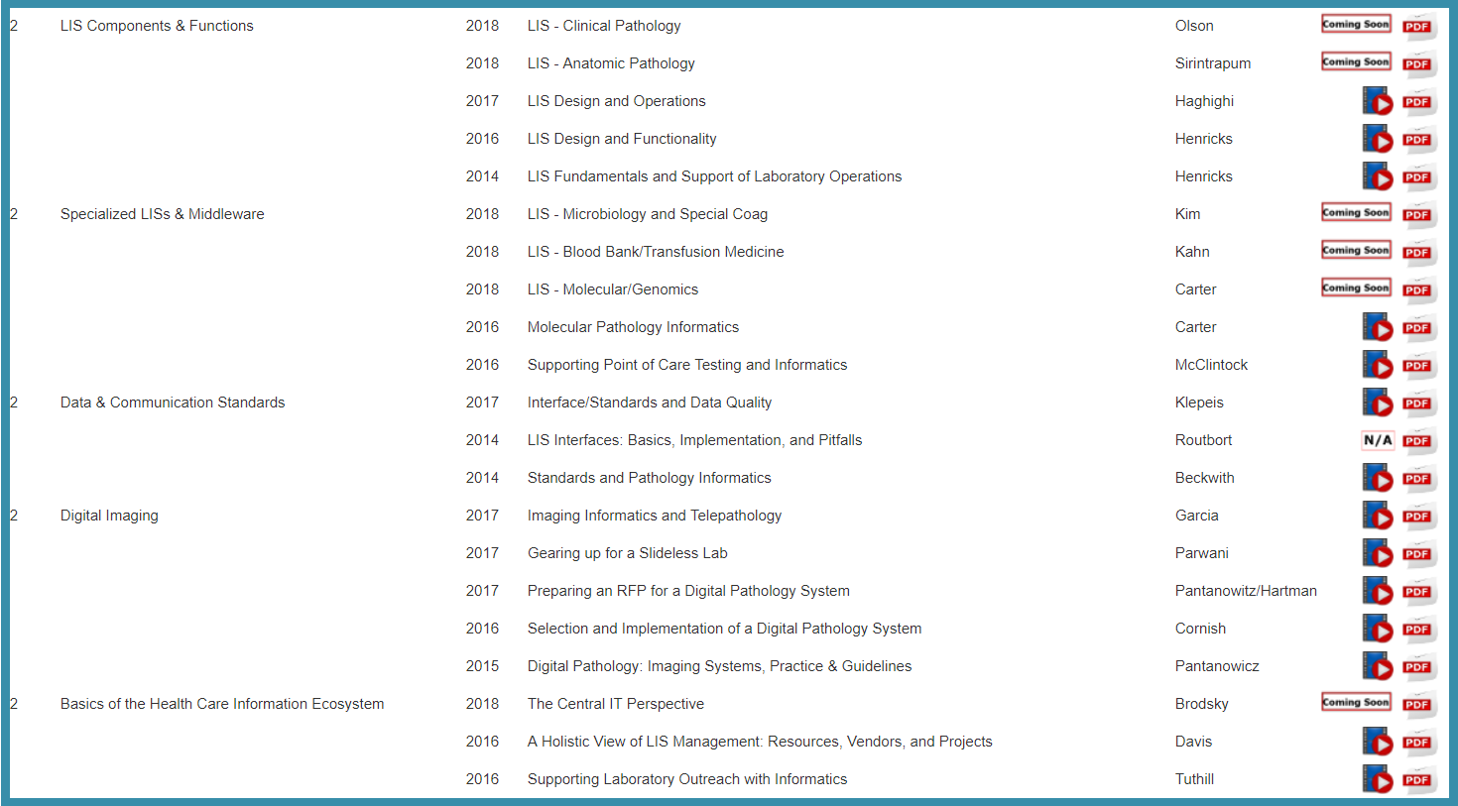 2 LIS Components & Functions 2018 LIS - Clinical Pathology Olson Coming Soon PDF
2018 LIS - Anatomic Pathology Sirintrapum Coming Soon PDF
2017 LIS Design and Operations Haghighi PDF
2016 LIS Design and Functionality Henricks PDF
2014 LIS Fundamentals and Support of Laboratory Operations Henricks PDF
2 Specialized LISs & Middleware 2018 LIS - Microbiology and Special Coag Kim Coming Soon PDF
2018 LIS - Blood Bank/Transfusion Medicine Kahn Coming Soon PDF
2018 LIS - Molecular/Genomics Carter Coming Soon PDF
2016 Molecular Pathology Informatics Carter PDF
2016 Supporting Point of Care Testing and Informatics McClintock PDF
2 Data & Communication Standards 2017 Interface/Standards and Data Quality Klepeis PDF
2014 LIS Interfaces: Basics, Implementation, and Pitfalls Routbort N/A PDF
2014 Standards and Pathology Informatics Beckwith PDF
2 Digital Imaging 2017 Imaging Informatics and Telepathology Garcia PDF
2017 Gearing up for a Slideless Lab Parwani PDF
2017 Preparing an RFP for a Digital Pathology System Pantanowitz/Hartman PDF
2016 Selection and Implementation of a Digital Pathology System Cornish PDF
2015 Digital Pathology: Imaging Systems, Practice & Guidelines Pantanowicz PDF
2 Basics of the Health Care Information Ecosystem 2018 The Central IT Perspective Brodsky Coming Soon PDF
2016 A Holistic View of LIS Management: Resources, Vendors, and Projects Davis PDF
2016 Supporting Laboratory Outreach with Informatics Tuthill PDF